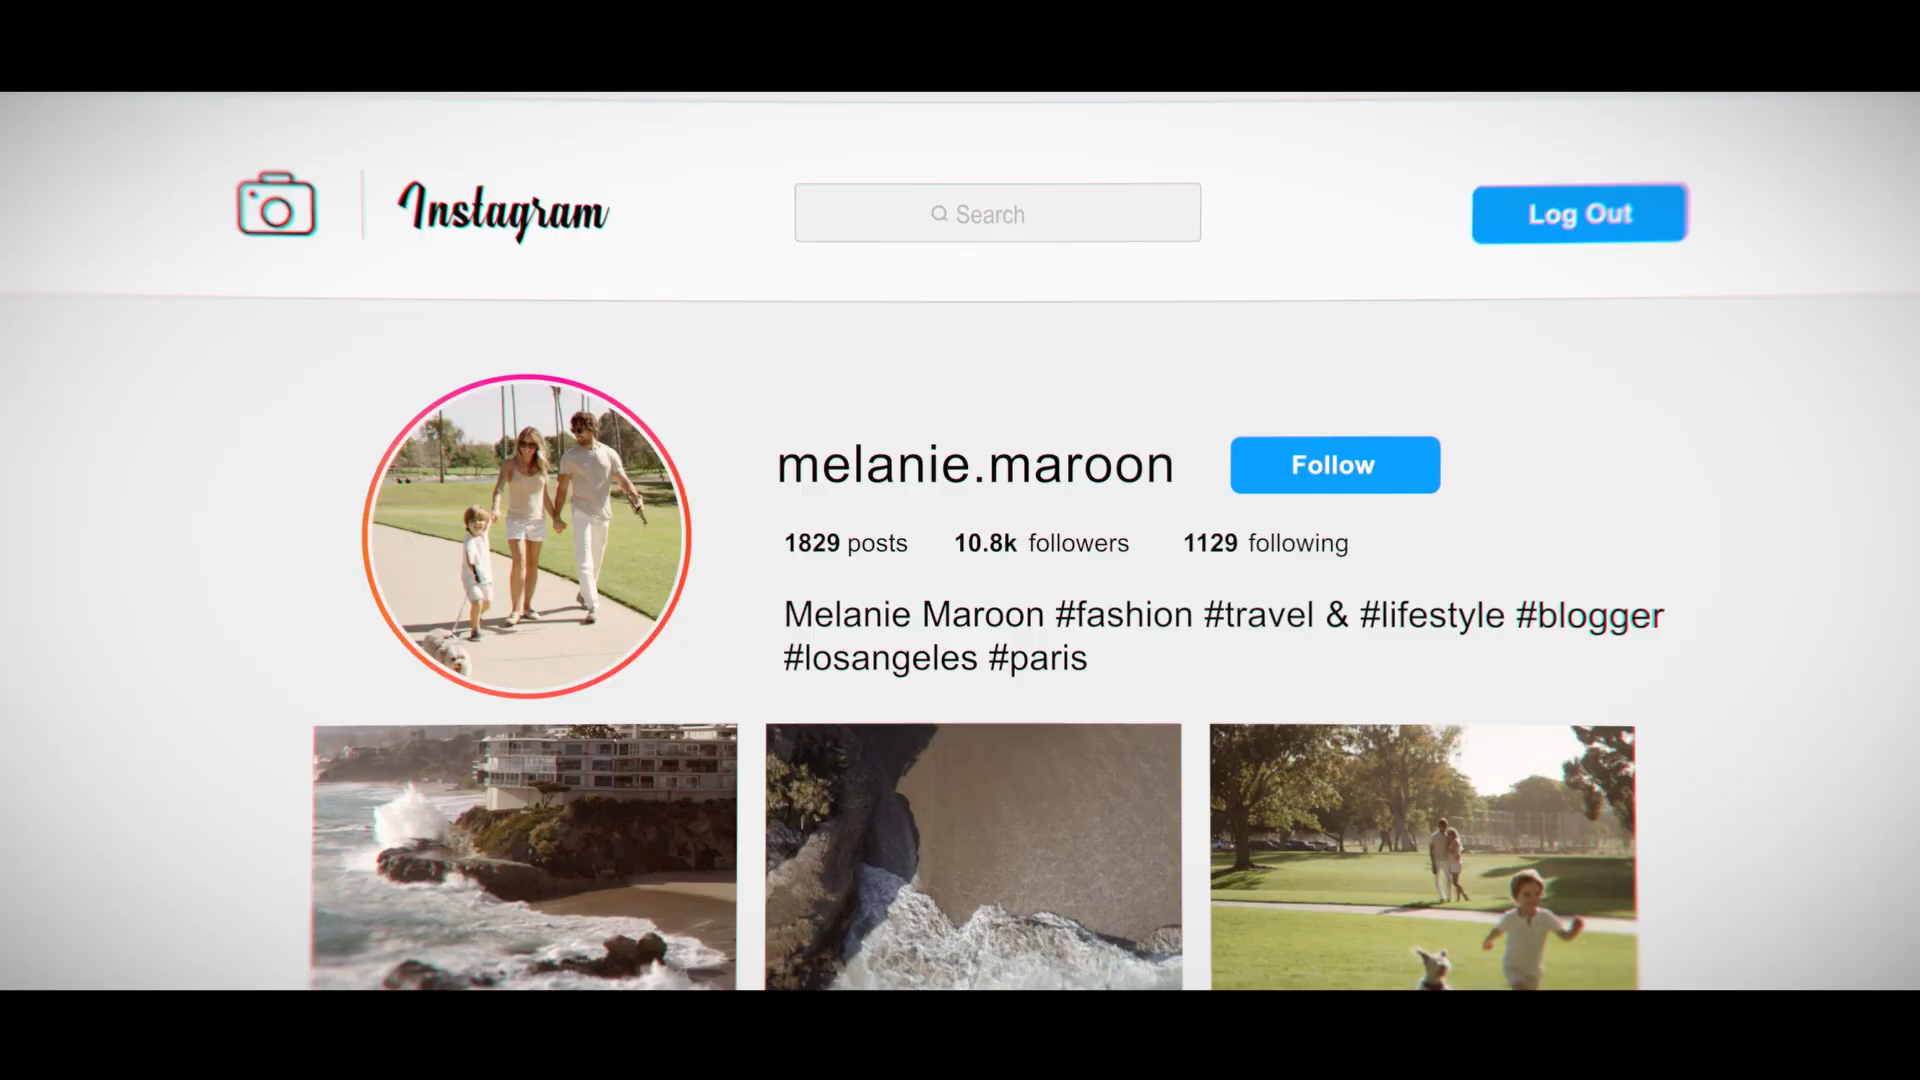 Instagram
Search
Log Out
melanie.maroon
Follow
1829 posts 10.8k followers 1129 following
Melanie Maroon #fashion #travel & #lifestyle #blogger
#losangeles #paris